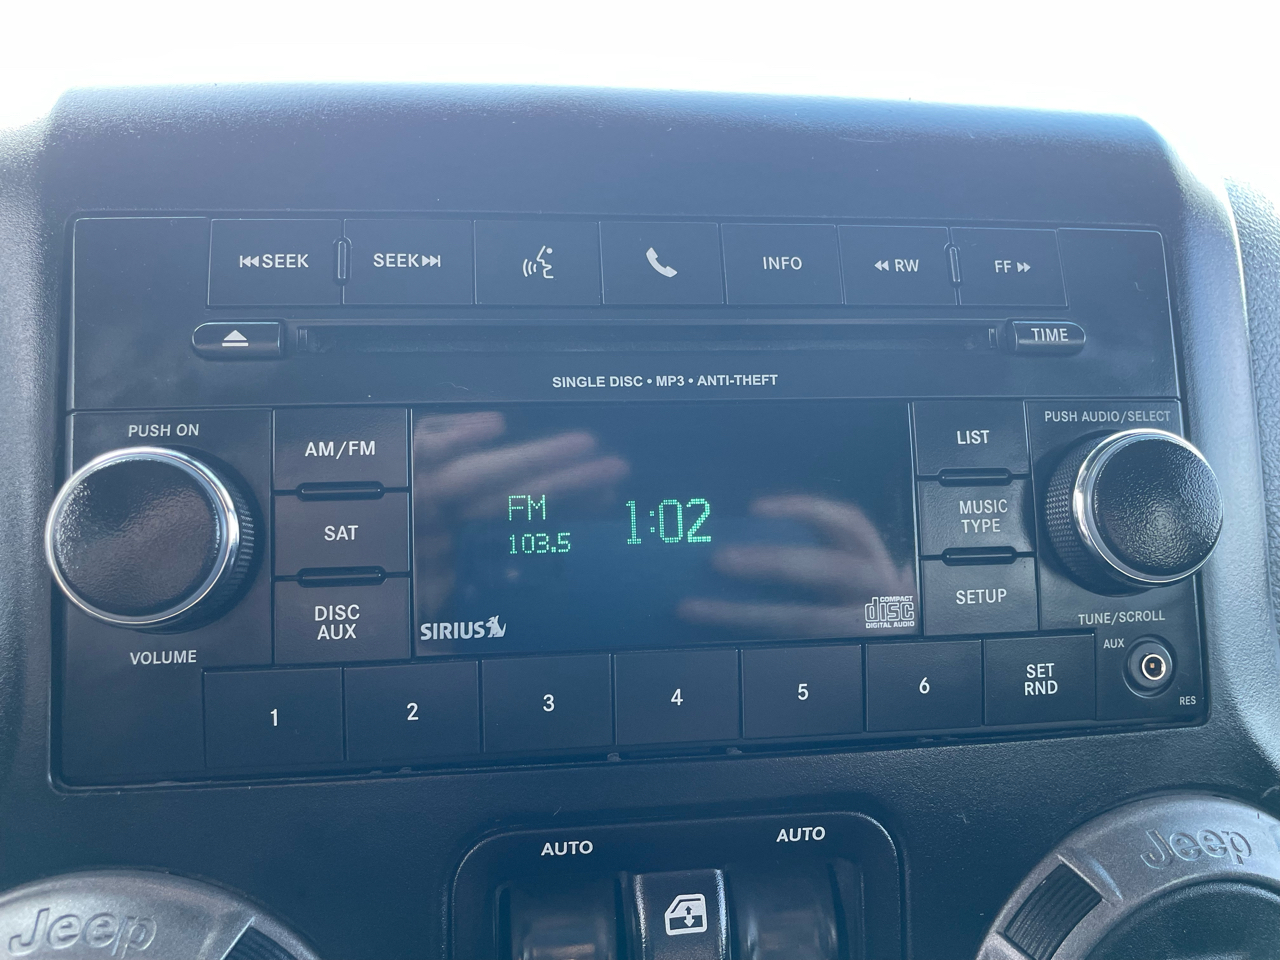 SEEK
SEEK
INFO
RW
FF
TIME
SINGLE DISC • MP3 • ANTI-THEFT
PUSH ON
AM/FM
LIST
PUSH AUDIO/SELECT
SAT
FM
103.5
1:02
MUSIC
TYPE
DISC
AUX
SETUP
SIRIUS
COMPACT
disc
DIGITAL AUDIO
VOLUME
TUNE/SCROLL
AUX
RES
1
2
3
4
5
6
SET
RND
AUTO
AUTO
Jeep
Jeep